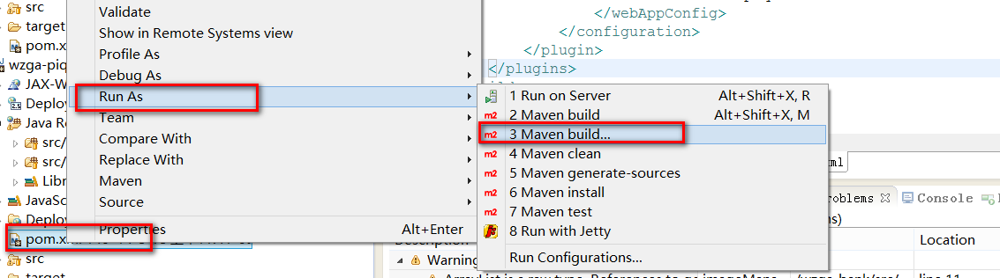 src
target
pom.x
wzga-piq
JAX-W
Deploy
Java Re
src/
src/
Libr
JavaSc
Deploy
pom.x
src
target
Validate
Show in Remote Systems view
Profile As
Debug As
Run As
Team
Compare With
Replace With
Maven
Source
Properties
Alt+Enter
</webAppConfig>
</configuration>
</plugin>
</plugins>
1 Run on Server Alt+Shift+X, R
2 Maven build Alt+Shift+X, M
3 Maven build...
4 Maven clean
5 Maven generate-sources
6 Maven install
7 Maven test
8 Run with Jetty
Run Configurations...
ml
roblems Console
ns)
Location
Warning
line 11